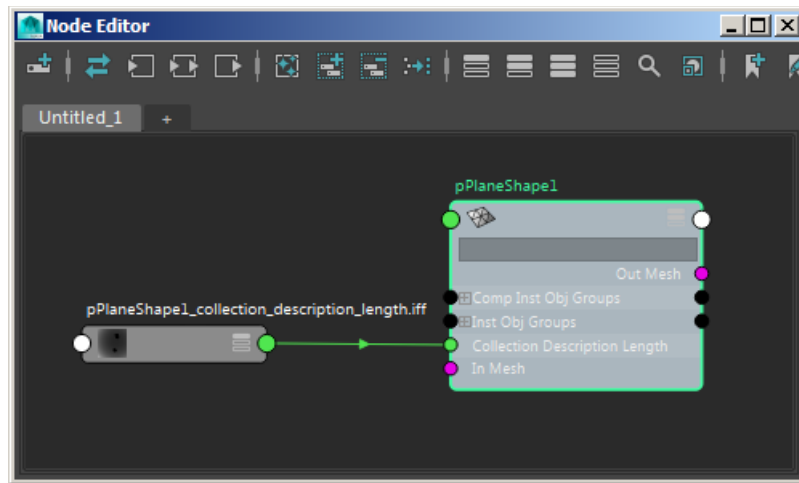 Node Editor
Untitled_1 +
pPlaneShape1
Out Mesh
Comp Inst Obj Groups
pPlaneShape1_collection_description_length.iff
Inst Obj Groups
Collection Description Length
In Mesh